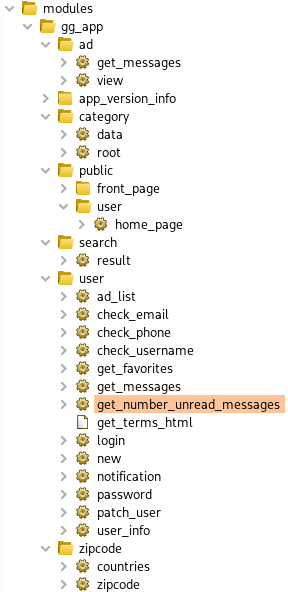 modules
gg_app
ad
get_messages
view
app_version_info
category
data
root
public
front_page
user
home_page
search
result
user
ad_list
check_email
check_phone
check_username
get_favorites
get_messages
get_number_unread_messages
get_terms_html
login
new
notification
password
patch_user
user_info
zipcode
countries
zipcode